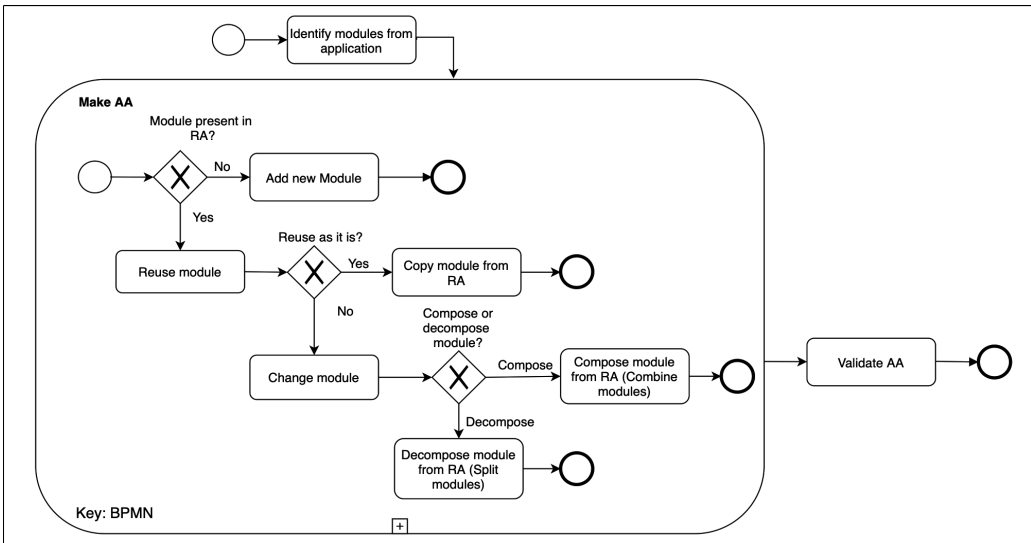 Identify modules from
application
Make AA
Module present in
RA?
No
Add new Module
Yes
Reuse as it is?
Reuse module
Yes
Copy module from
RA
No
Compose or
decompose
module?
Change module
Compose
Compose module
from RA (Combine
modules)
Validate AA
Decompose
Decompose module
from RA (Split
modules)
Key: BPMN